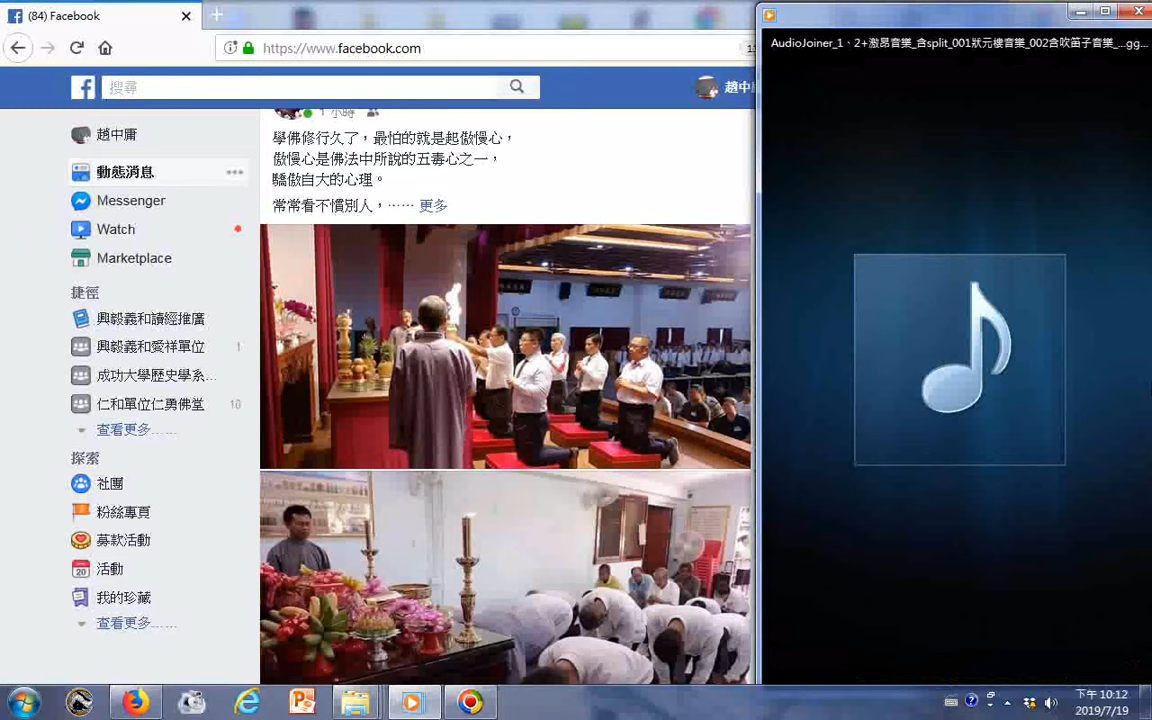 (84) Facebook
https://www.facebook.com
搜尋
趙中庸
動態消息
Messenger
Watch
Marketplace
捷徑
興毅義和讀經推廣
興毅義和愛祥單位 1
成功大學歷史學系...
仁和單位仁勇佛堂 10
查看更多......
探索
社團
粉絲專頁
募款活動
20 活動
我的珍藏
查看更多......
1 小時
學佛修行久了，最怕的就是起傲慢心，
傲慢心是佛法中所說的五毒心之一，
驕傲自大的心理。
常常看不慣別人，⋯⋯ 更多
AudioJoiner_1、2+激昂音樂_含split_001狀元樓音樂_002含吹笛子音樂_...gg...
下午 10:12
2019/7/19